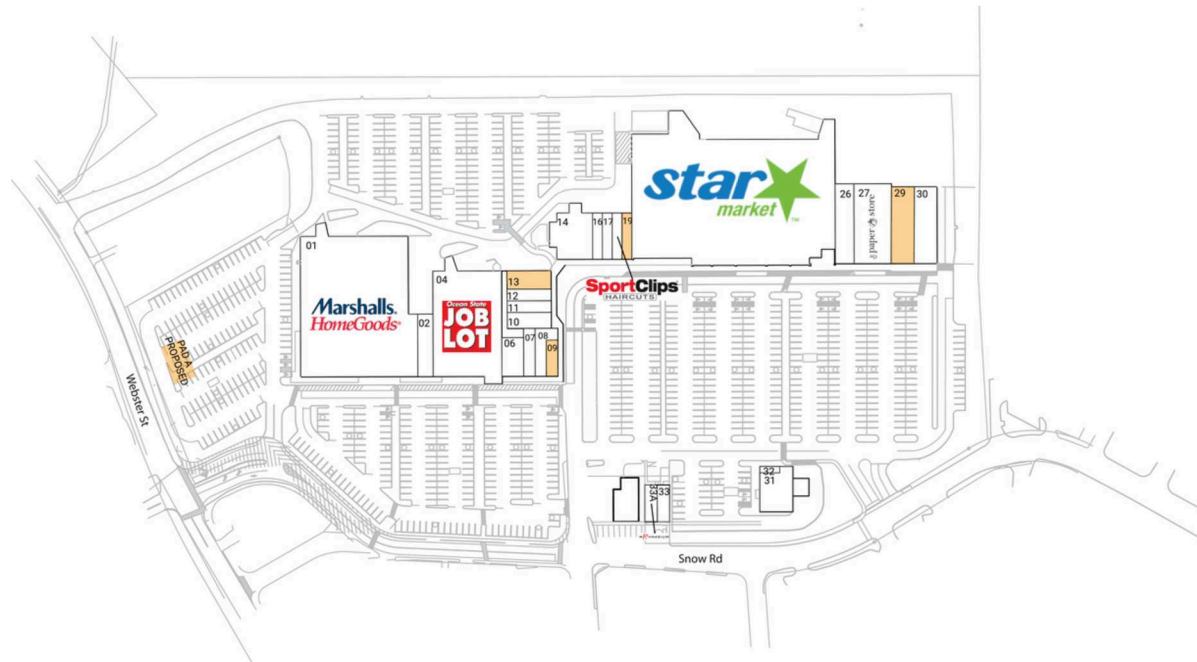 star
market
™
26
27
the paper store
29
30
14
16
17
19
SportClips
HAIRCUTS
01
Marshalls.
HomeGoods
02
04
Ocean State
JOB
LOT
13
12
11
10
06
07
08
09
PAD A
PROPOSED
Webster St
32
31
33
33A
Snow Rd